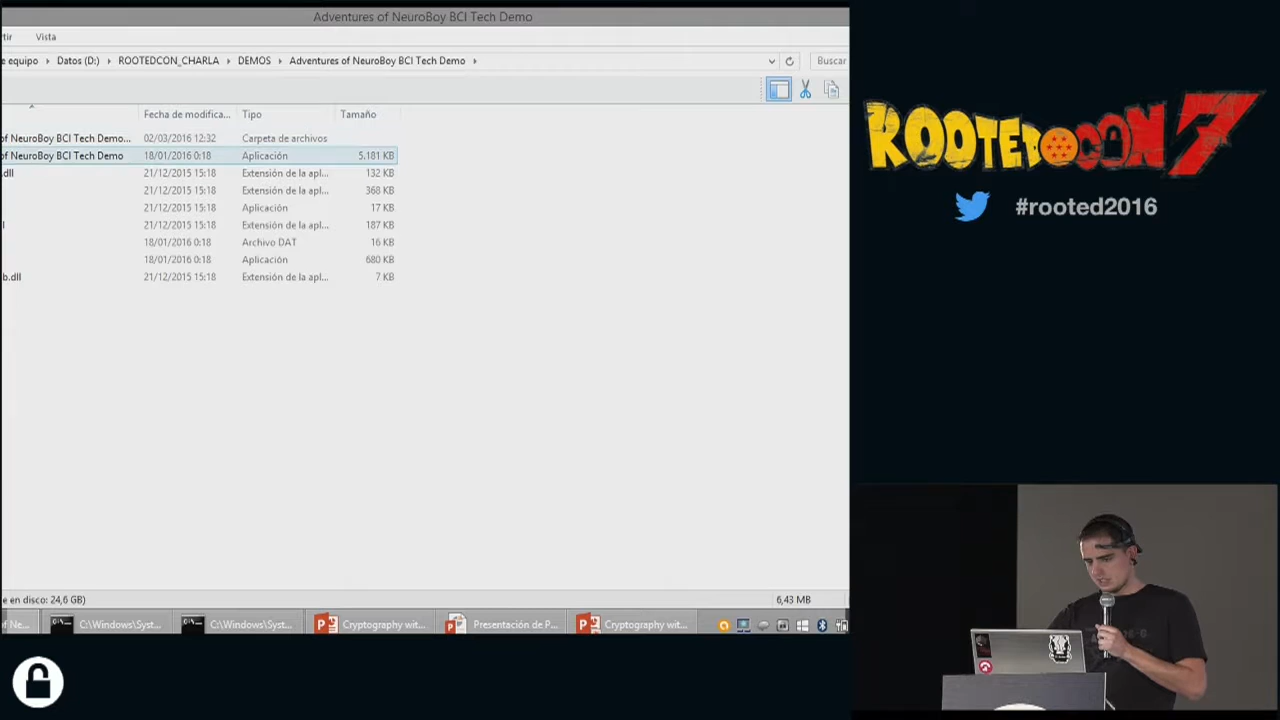 Adventures of NeuroBoy BCI Tech Demo
rtir Vista
e equipo Datos (D:) ROOTEDCON_CHARLA DEMOS Adventures of NeuroBoy BCI Tech Demo Buscar
Fecha de modifica... Tipo Tamaño
of NeuroBoy BCI Tech Demo... 02/03/2016 12:32 Carpeta de archivos
of NeuroBoy BCI Tech Demo 18/01/2016 0:18 Aplicación 5.181 KB
.dll 21/12/2015 15:18 Extensión de la apl... 132 KB
21/12/2015 15:18 Extensión de la apl... 368 KB
21/12/2015 15:18 Aplicación 17 KB
l 21/12/2015 15:18 Extensión de la apl... 187 KB
18/01/2016 0:18 Archivo DAT 16 KB
18/01/2016 0:18 Aplicación 680 KB
b.dll 21/12/2015 15:18 Extensión de la apl... 7 KB
e en disco: 24,6 GB) 6,43 MB
of Ne... C:\Windows\Syst... C:\Windows\Syst... Cryptography wit... Presentación de P... Cryptography wit...
ROOTEDCON 7
#rooted2016